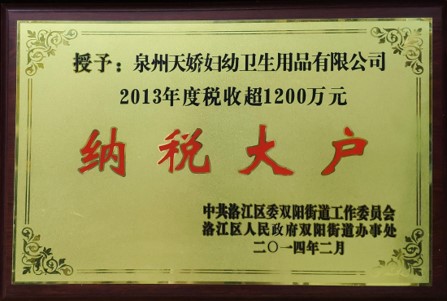 授予：泉州天娇妇幼卫生用品有限公司
2013年度税收超1200万元
纳税大户
中共洛江区委双阳街道工作委员会
洛江区人民政府双阳街道办事处
二〇一四年二月